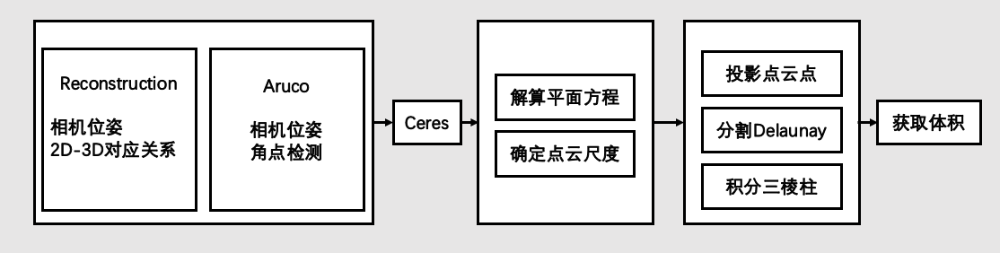 Reconstruction
相机位姿
2D-3D对应关系
Aruco
相机位姿
角点检测
Ceres
解算平面方程
确定点云尺度
投影点云点
分割Delaunay
积分三棱柱
获取体积